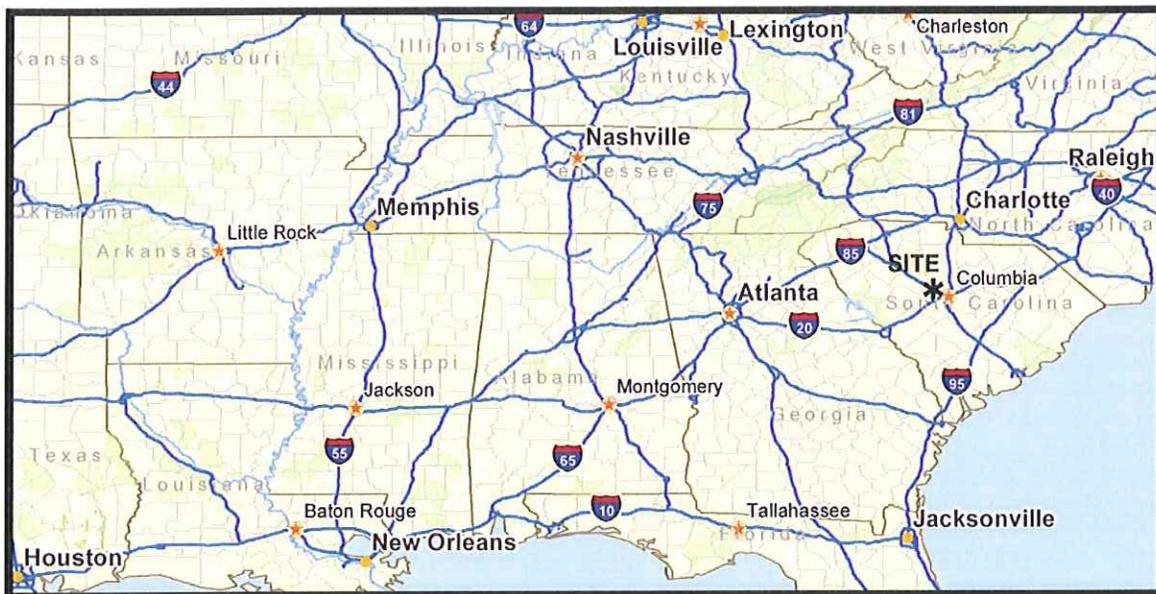 64
Louisville
Lexington
Charleston
Illinois
Indiana
West Virginia
Kansas
Missouri
Kentucky
Virginia
44
81
Nashville
Tennessee
Raleigh
40
75
Oklahoma
Memphis
Charlotte
North Carolina
Little Rock
Arkansas
85
SITE
Columbia
South Carolina
Atlanta
20
Mississippi
Alabama
Jackson
Montgomery
95
Georgia
Texas
55
65
Louisiana
Baton Rouge
10
Tallahassee
Florida
Jacksonville
New Orleans
Houston